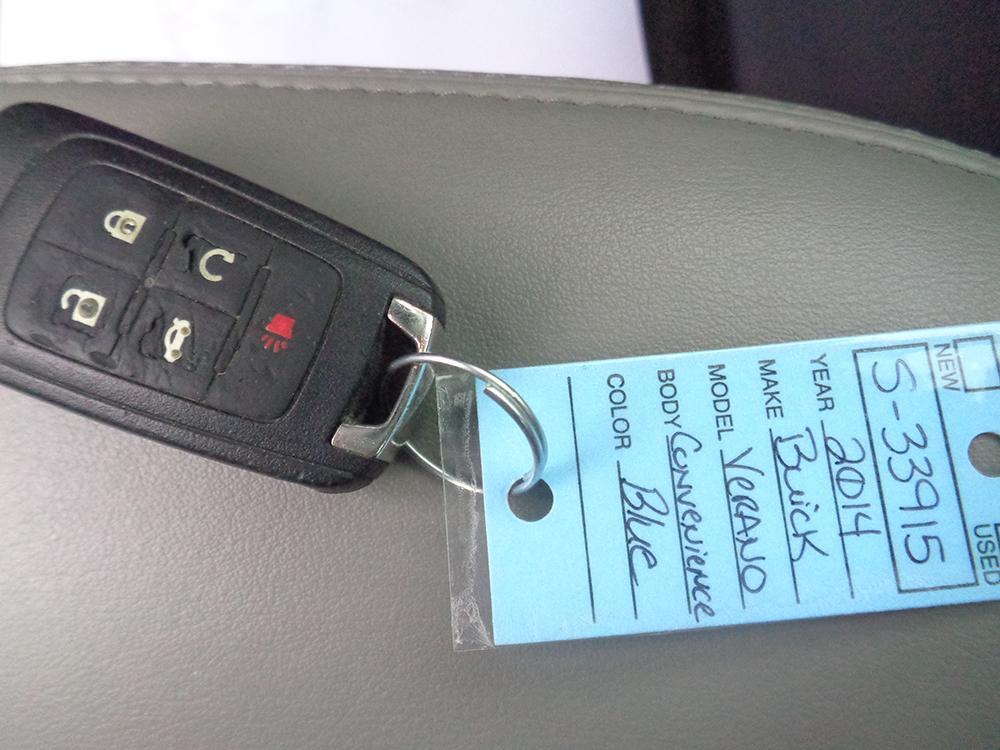 NEW USED
S-33915
YEAR 2014
MAKE Buick
MODEL VERANO
BODY Convenience
COLOR Blue